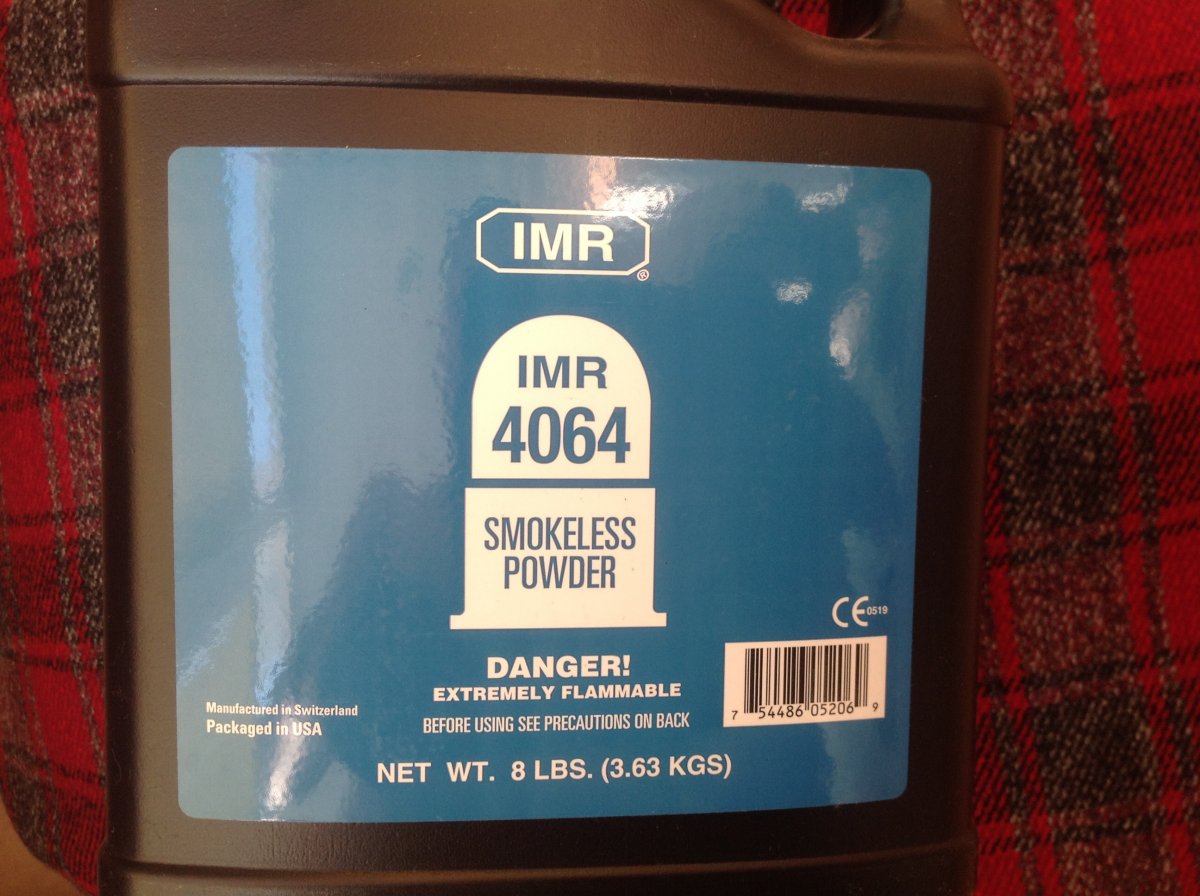 IMR
®
IMR
4064
SMOKELESS
POWDER
CE 0519
DANGER!
EXTREMELY FLAMMABLE
BEFORE USING SEE PRECAUTIONS ON BACK
7 54486 05206 9
Manufactured in Switzerland
Packaged in USA
NET WT. 8 LBS. (3.63 KGS)